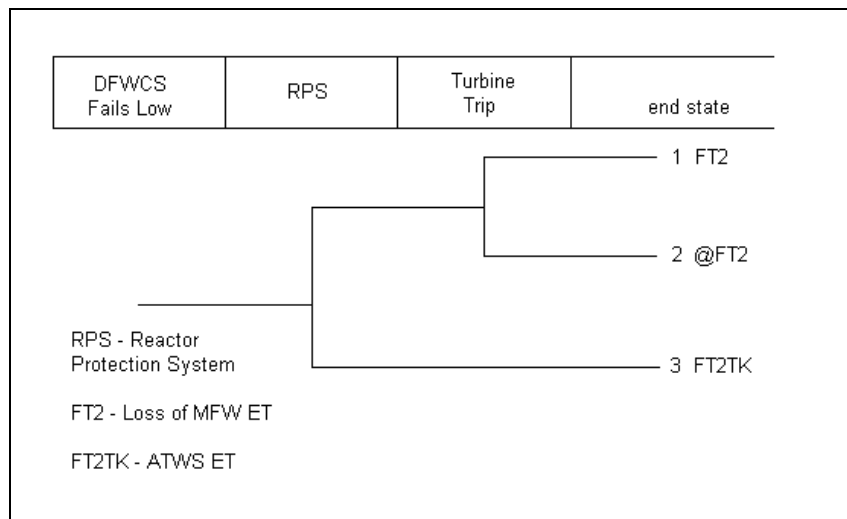 DFWCS
Fails Low
RPS
Turbine
Trip
end state
1 FT2
2 @FT2
3 FT2TK
RPS - Reactor
Protection System
FT2 - Loss of MFW ET
FT2TK - ATWS ET